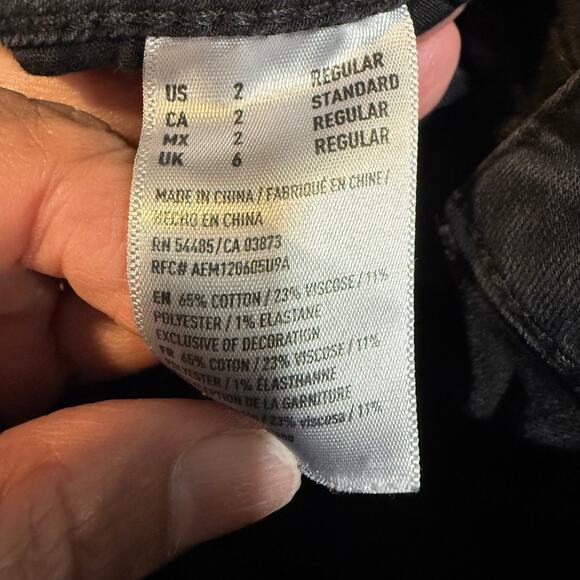 US 2 REGULAR
CA 2 STANDARD
MX 2 REGULAR
UK 6 REGULAR
MADE IN CHINA / FABRIQUÉ EN CHINE /
HECHO EN CHINA
RN 54485/CA 03873
RFC# AEM120605U9A
EN 65% COTTON / 23% VISCOSE / 11%
POLYESTER / 1% ELASTANE
EXCLUSIVE OF DECORATION
FR 65% COTON / 23% VISCOSE / 11%
POLYESTER / 1% ÉLASTHANNE
DE LA GARNITURE
/ 23% viscosa / 11%